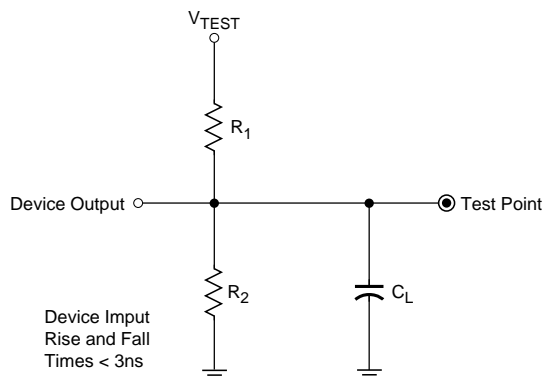 VTEST
R1
Device Output
Test Point
R2
CL
Device Imput
Rise and Fall
Times < 3ns